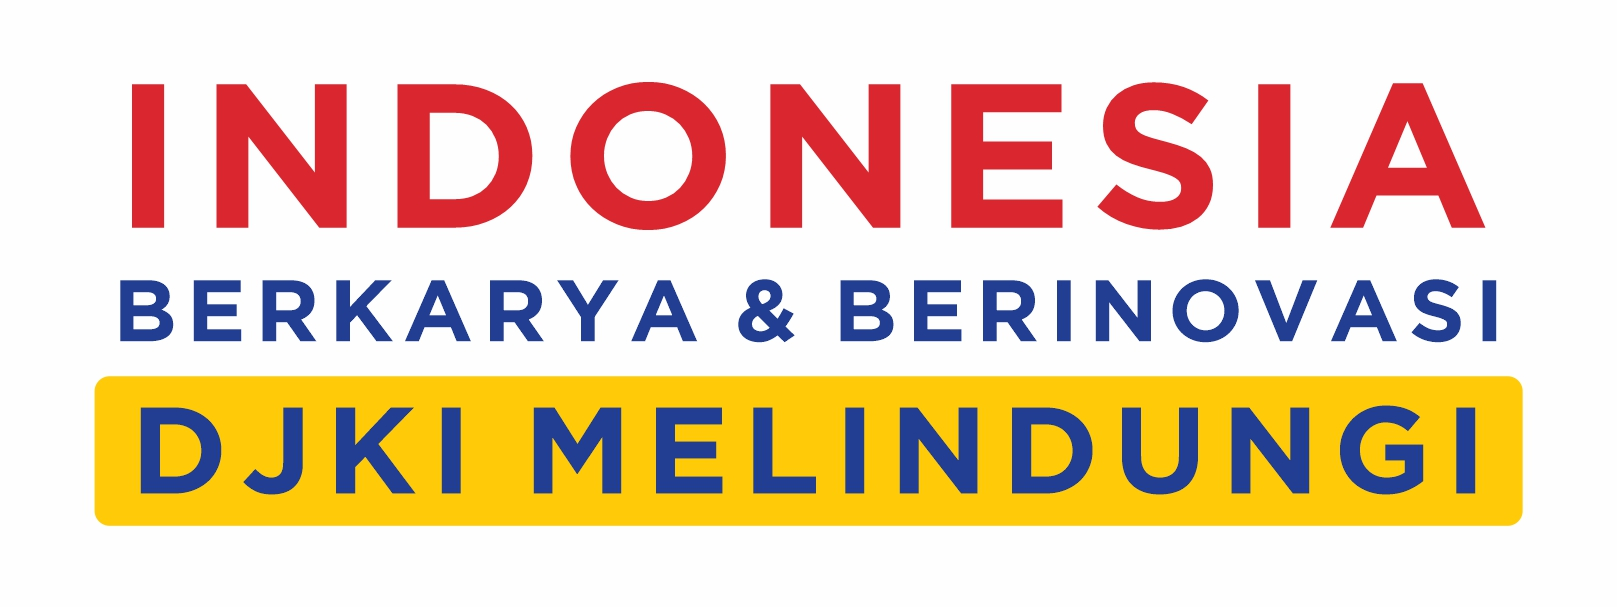 INDONESIA
BERKARYA & BERINOVASI
DJKI MELINDUNGI